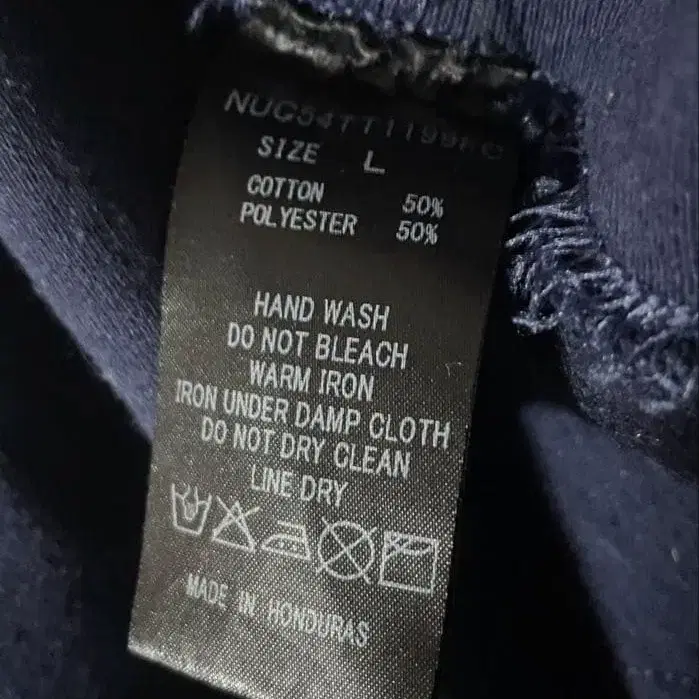 SIZE L
COTTON 50%
POLYESTER 50%
HAND WASH
DO NOT BLEACH
WARM IRON
IRON UNDER DAMP CLOTH
DO NOT DRY CLEAN
LINE DRY
MADE IN HONDURAS